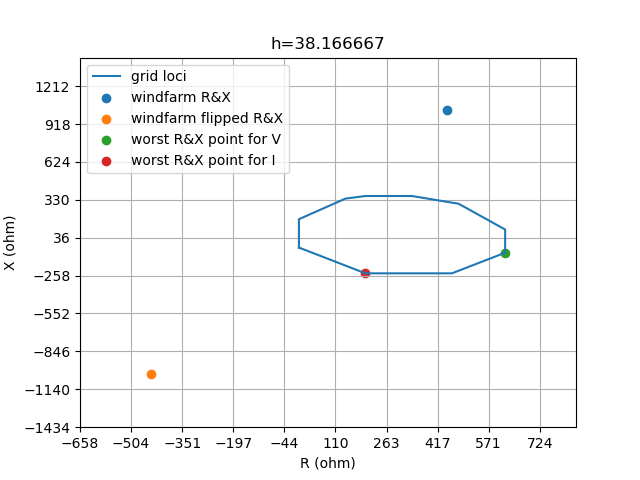 h=38.166667
grid loci
windfarm R&X
windfarm flipped R&X
worst R&X point for V
worst R&X point for I
X (ohm)
1212
918
624
330
36
−258
−552
−846
−1140
−1434
−658 −504 −351 −197 −44 110 263 417 571 724
R (ohm)